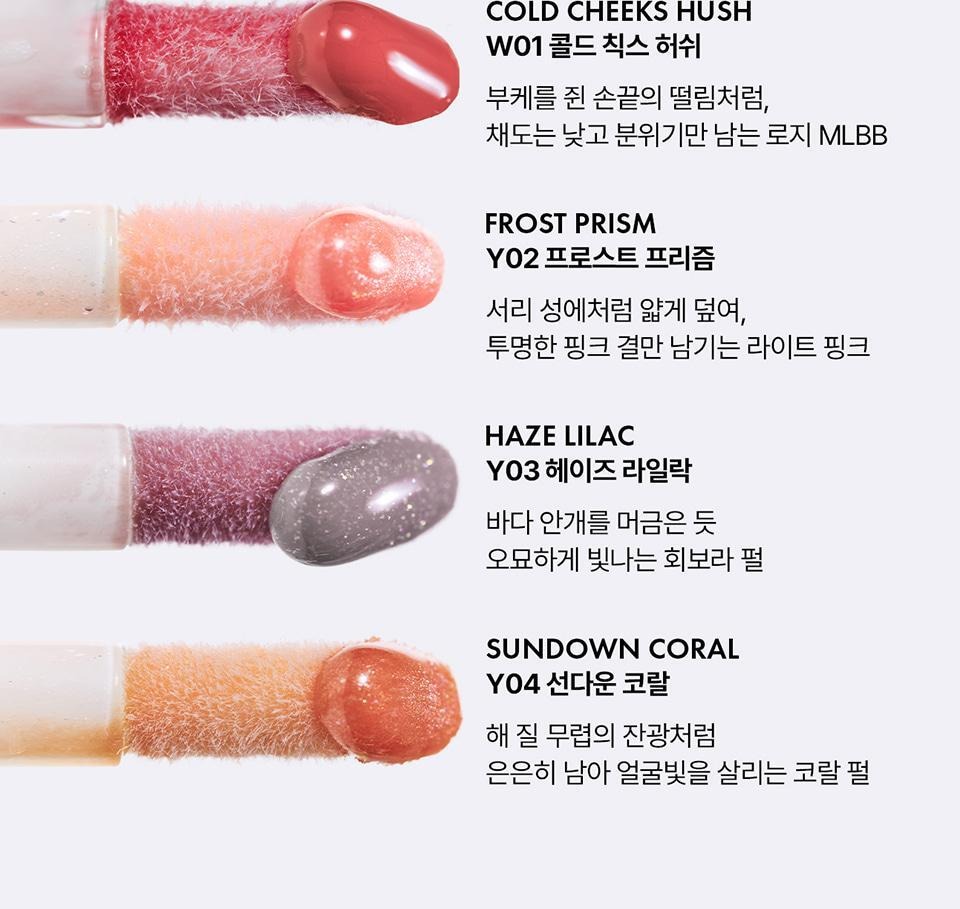 COLD CHEEKS HUSH
W01 콜드 칙스 허쉬
부케를 쥔 손끝의 떨림처럼,
채도는 낮고 분위기만 남는 로지 MLBB
FROST PRISM
Y02 프로스트 프리즘
서리 성에처럼 얇게 덮여,
투명한 핑크 결만 남기는 라이트 핑크
HAZE LILAC
Y03 헤이즈 라일락
바다 안개를 머금은 듯
오묘하게 빛나는 회보라 펄
SUNDOWN CORAL
Y04 선다운 코랄
해 질 무렵의 잔광처럼
은은히 남아 얼굴빛을 살리는 코랄 펄